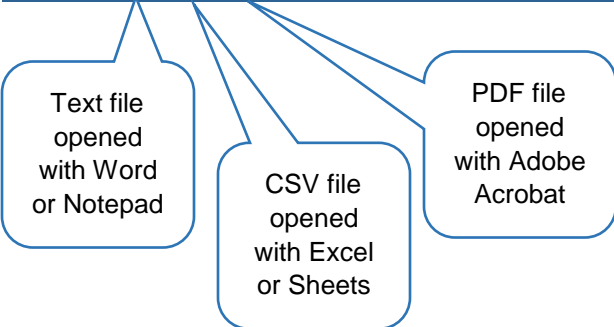 Text file
opened
with Word
or Notepad
CSV file
opened
with Excel
or Sheets
PDF file
opened
with Adobe
Acrobat